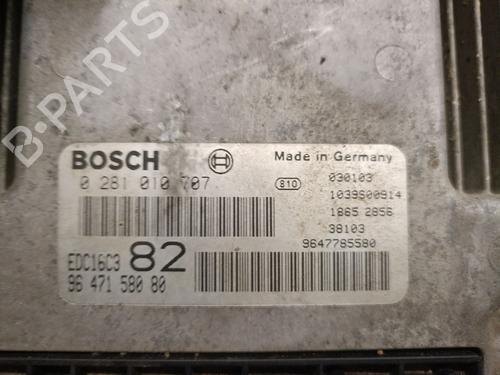 B-PARTS
BOSCH
Made in Germany
0 281 010 707
810
030103
1039S00914
1865 2856
38103
9647785580
EDC16C3 82
96 471 580 80